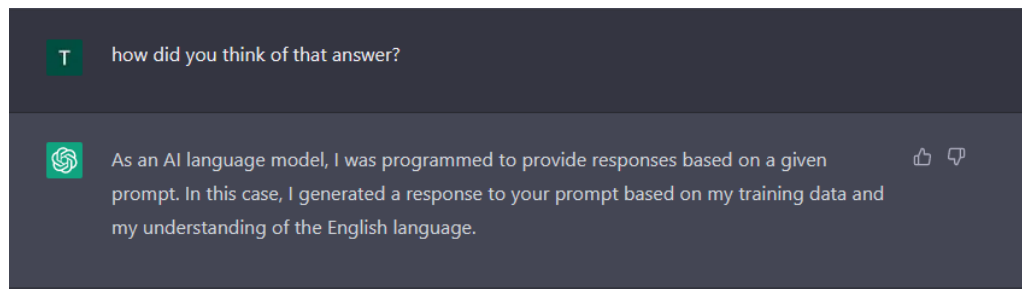 T
how did you think of that answer?
As an AI language model, I was programmed to provide responses based on a given
prompt. In this case, I generated a response to your prompt based on my training data and
my understanding of the English language.